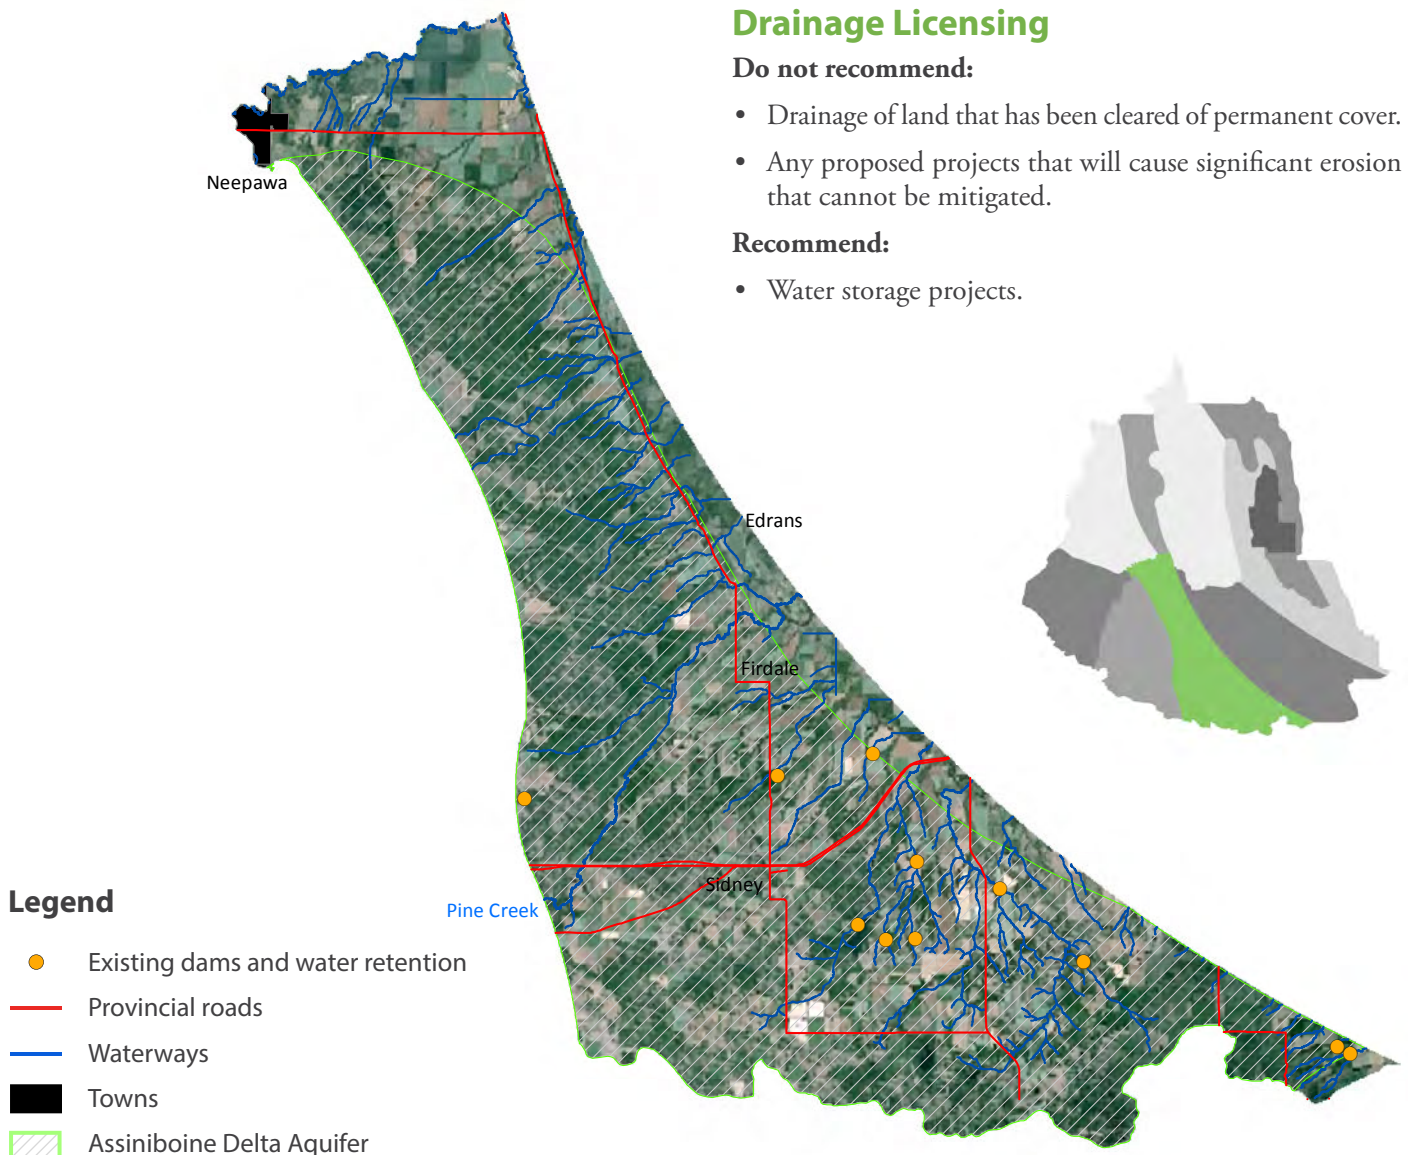 Drainage Licensing
Do not recommend:
• Drainage of land that has been cleared of permanent cover.
• Any proposed projects that will cause significant erosion
that cannot be mitigated.
Recommend:
• Water storage projects.
Neepawa
Edrans
Firdale
Sidney
Pine Creek
Legend
Existing dams and water retention
Provincial roads
Waterways
Towns
Assiniboine Delta Aquifer